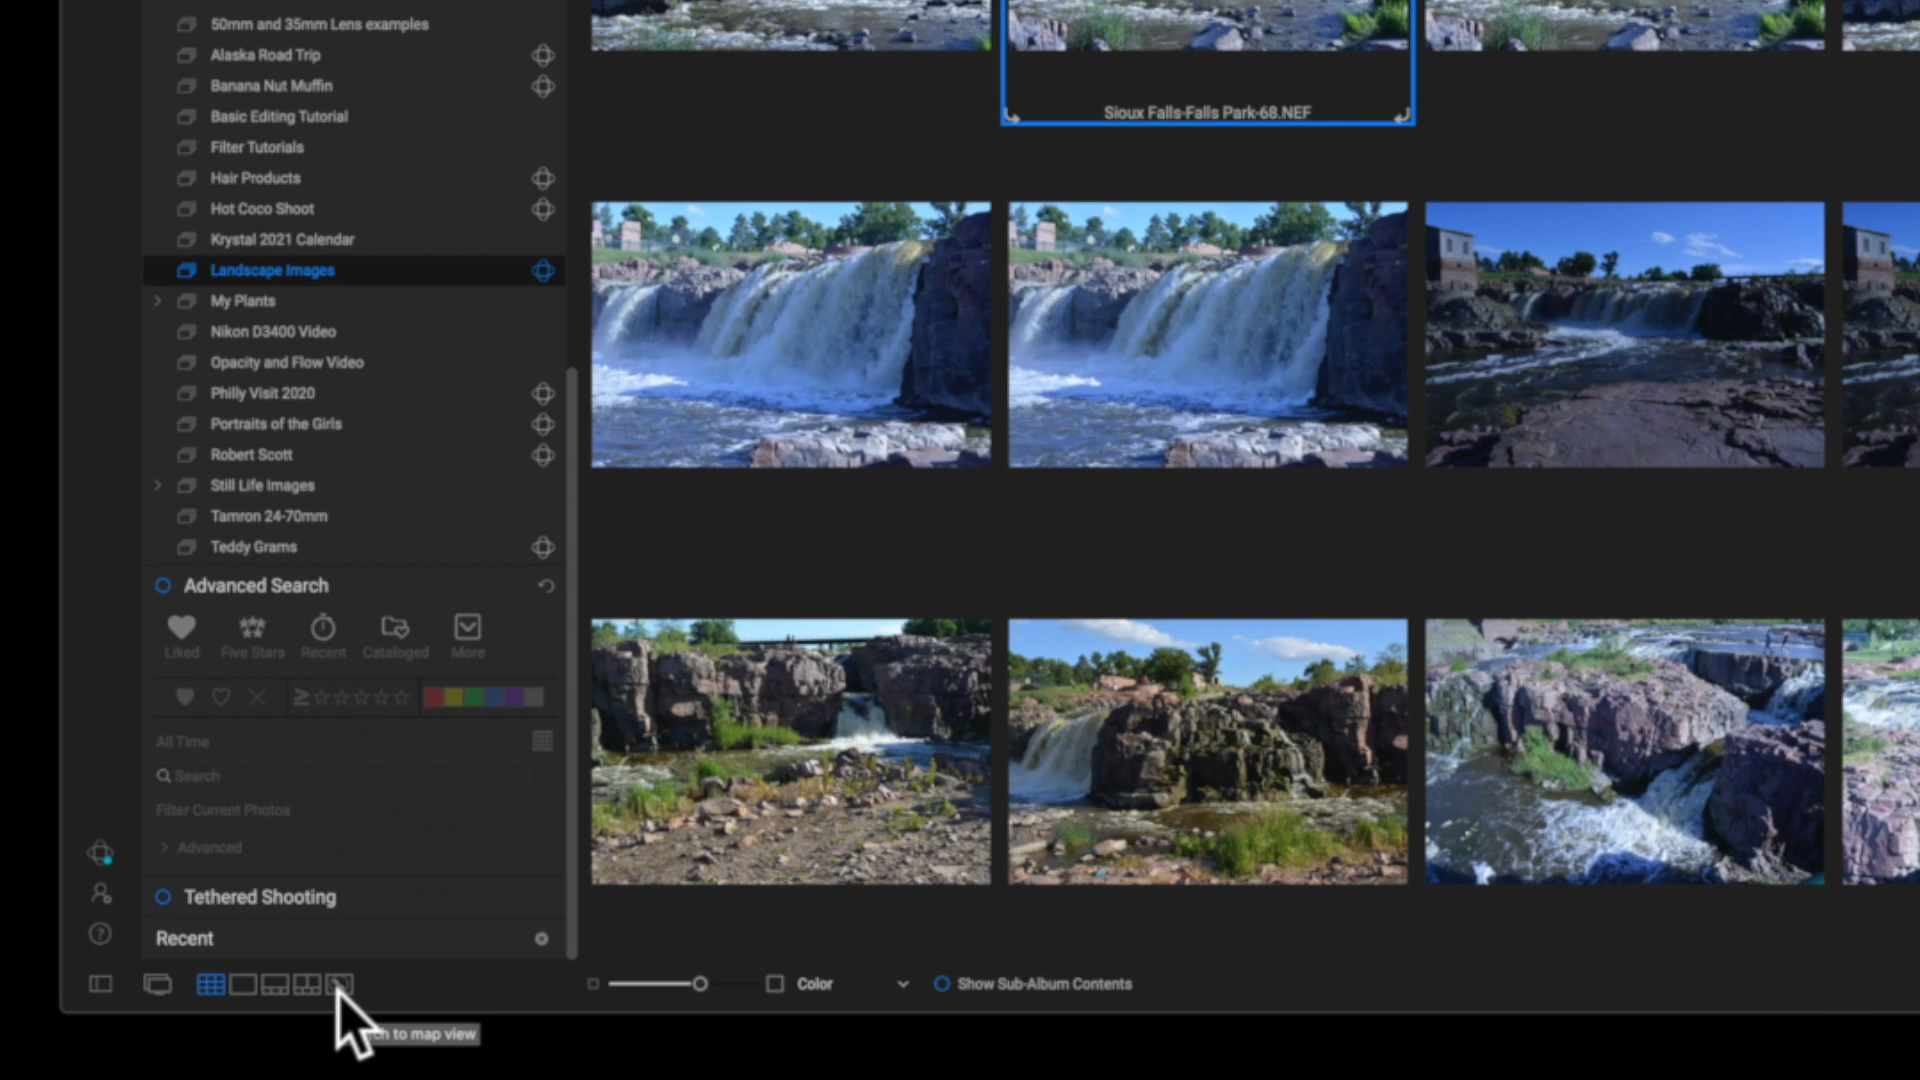 50mm and 35mm Lens examples
Alaska Road Trip
Banana Nut Muffin
Basic Editing Tutorial
Filter Tutorials
Hair Products
Hot Coco Shoot
Krystal 2021 Calendar
Landscape Images
My Plants
Nikon D3400 Video
Opacity and Flow Video
Philly Visit 2020
Portraits of the Girls
Robert Scott
Still Life Images
Tamron 24-70mm
Teddy Grams
Advanced Search
Liked Five Stars Recent Cataloged More
All Time
Search
Filter Current Photos
Advanced
Tethered Shooting
Recent
Sioux Falls-Falls Park-68.NEF
Color
Show Sub-Album Contents
to map view